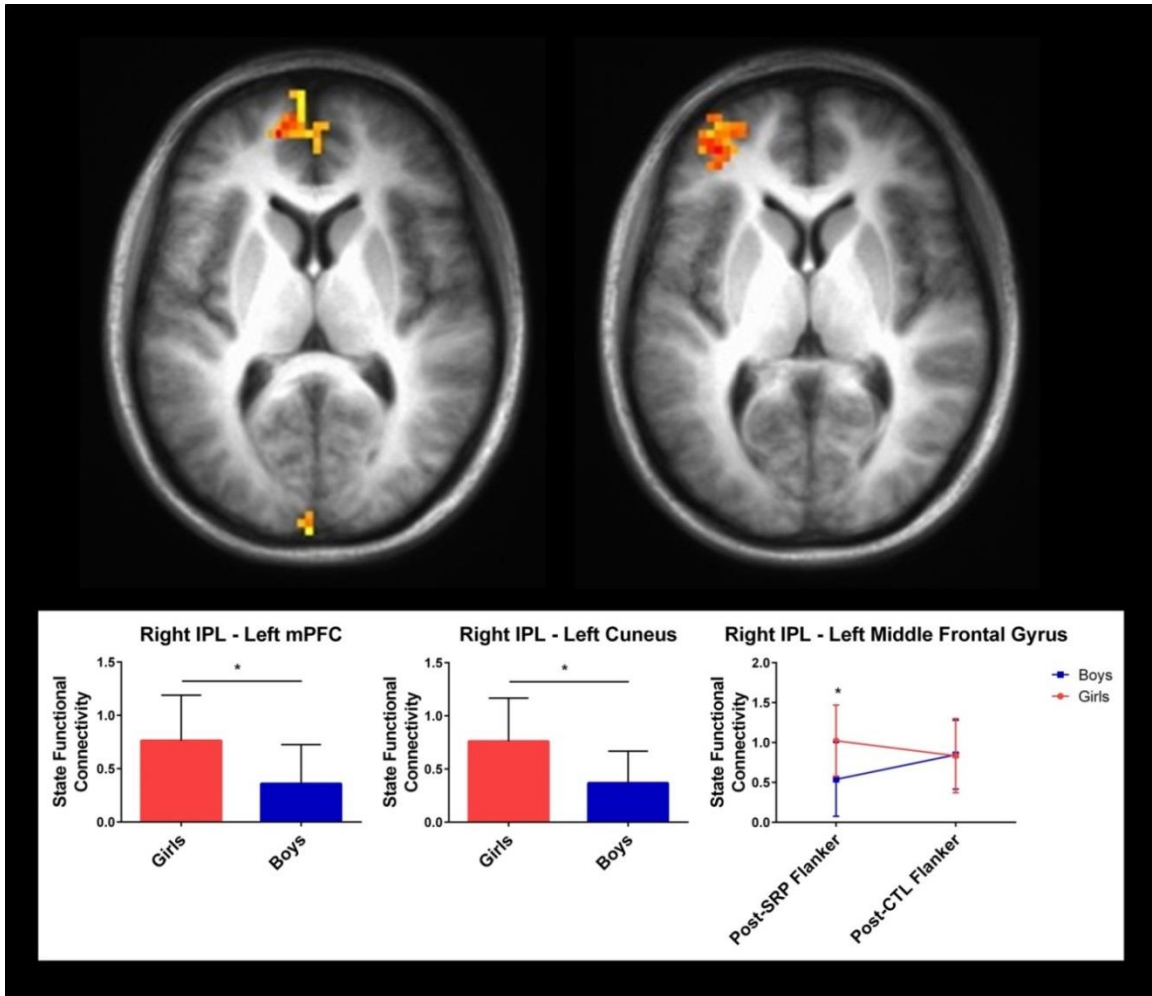 Right IPL - Left mPFC
State Functional
Connectivity
1.5
1.0
0.5
0.0
*
Girls
Boys
Right IPL - Left Cuneus
State Functional
Connectivity
1.5
1.0
0.5
0.0
*
Girls
Boys
Right IPL - Left Middle Frontal Gyrus
State Functional
Connectivity
2.0
1.5
1.0
0.5
0.0
*
Post-SRP Flanker
Post-CTL Flanker
Boys
Girls